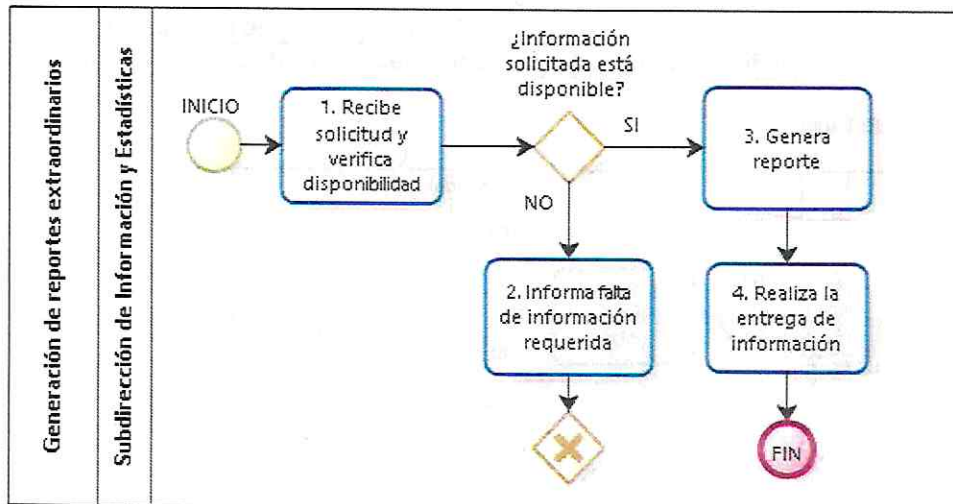 Generación de reportes extraordinarios
Subdirección de Información y Estadísticas
INICIO
1. Recibe
solicitud y
verifica
disponibilidad
¿Información
solicitada está
disponible?
SI
NO
3. Genera
reporte
2. Informa falta
de información
requerida
4. Realiza la
entrega de
información
FIN